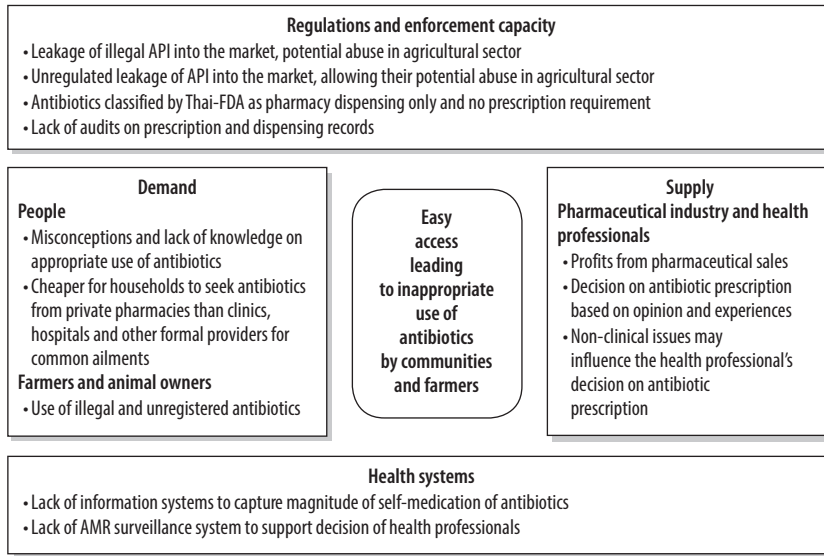 Regulations and enforcement capacity
• Leakage of illegal API into the market, potential abuse in agricultural sector
• Unregulated leakage of API into the market, allowing their potential abuse in agricultural sector
• Antibiotics classified by Thai-FDA as pharmacy dispensing only and no prescription requirement
• Lack of audits on prescription and dispensing records
Demand
People
• Misconceptions and lack of knowledge on
appropriate use of antibiotics
• Cheaper for households to seek antibiotics
from private pharmacies than clinics,
hospitals and other formal providers for
common ailments
Farmers and animal owners
• Use of illegal and unregistered antibiotics
Easy
access
leading
to inappropriate
use of
antibiotics
by communities
and farmers
Supply
Pharmaceutical industry and health
professionals
• Profits from pharmaceutical sales
• Decision on antibiotic prescription
based on opinion and experiences
• Non-clinical issues may
influence the health professional's
decision on antibiotic
prescription
Health systems
• Lack of information systems to capture magnitude of self-medication of antibiotics
• Lack of AMR surveillance system to support decision of health professionals